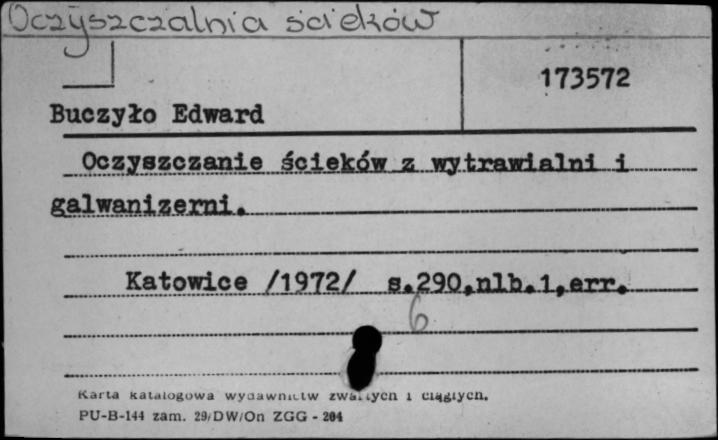 Oczyszczalnia ścieków
173572
Buczyło Edward
Oczyszczanie ścieków z wytrawialni i
galwanizerni.
Katowice /1972/ s.290,nlb.1,err.
6
Karta katalogowa wydawnictw zwartych i ciągłych.
PU-B-144 zam. 29/DW/On ZGG - 204